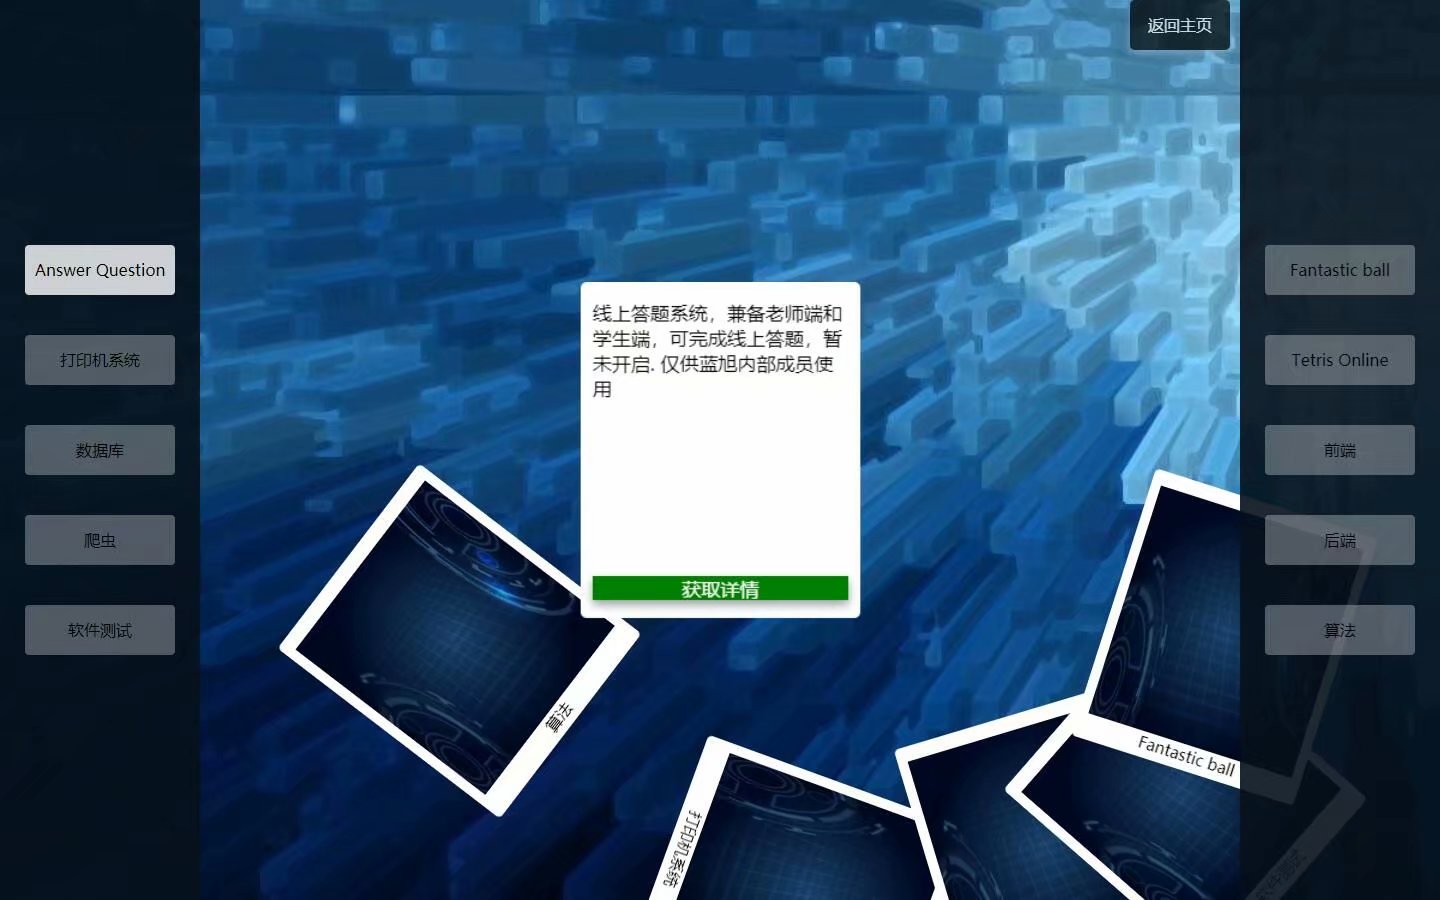 返回主页
Answer Question
打印机系统
数据库
爬虫
软件测试
线上答题系统，兼备老师端和
学生端，可完成线上答题，暂
未开启. 仅供蓝旭内部成员使
用
获取详情
Fantastic ball
Tetris Online
前端
后端
算法
算法
打印机系统
Fantastic ball